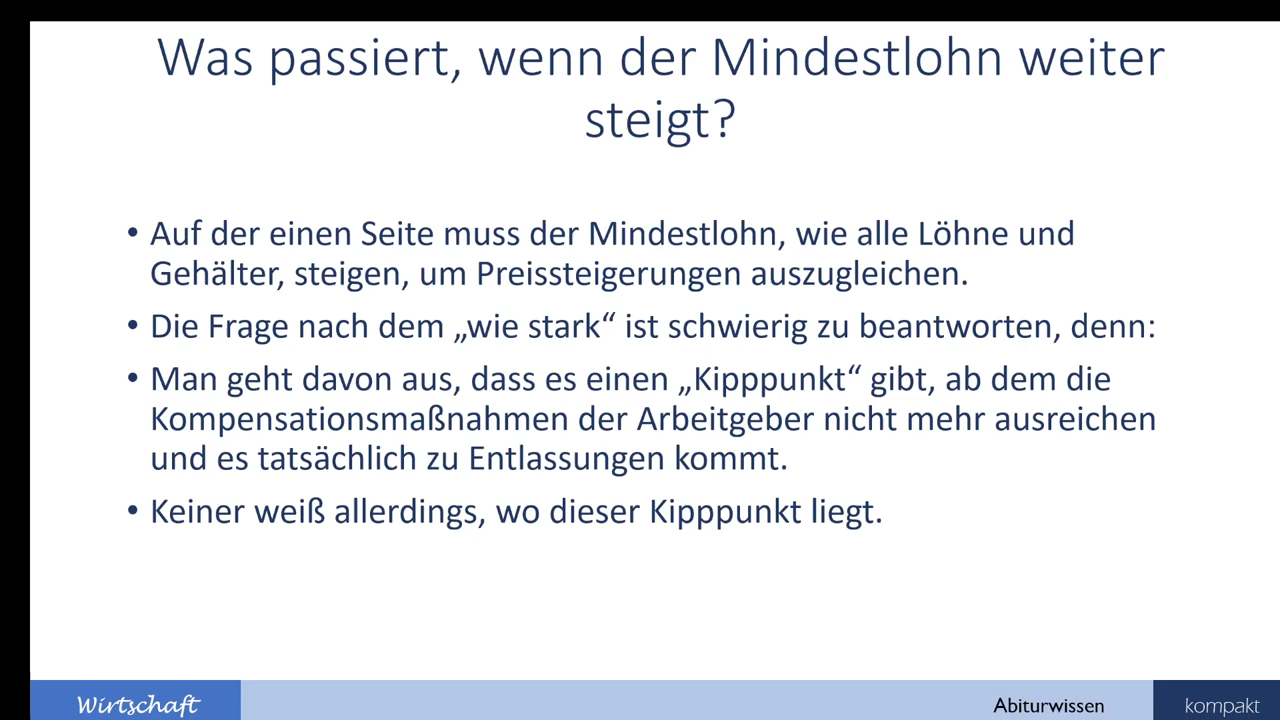 Was passiert, wenn der Mindestlohn weiter
steigt?
• Auf der einen Seite muss der Mindestlohn, wie alle Löhne und
Gehälter, steigen, um Preissteigerungen auszugleichen.
• Die Frage nach dem „wie stark“ ist schwierig zu beantworten, denn:
• Man geht davon aus, dass es einen „Kipppunkt“ gibt, ab dem die
Kompensationsmaßnahmen der Arbeitgeber nicht mehr ausreichen
und es tatsächlich zu Entlassungen kommt.
• Keiner weiß allerdings, wo dieser Kipppunkt liegt.
Wirtschaft
Abiturwissen
kompakt